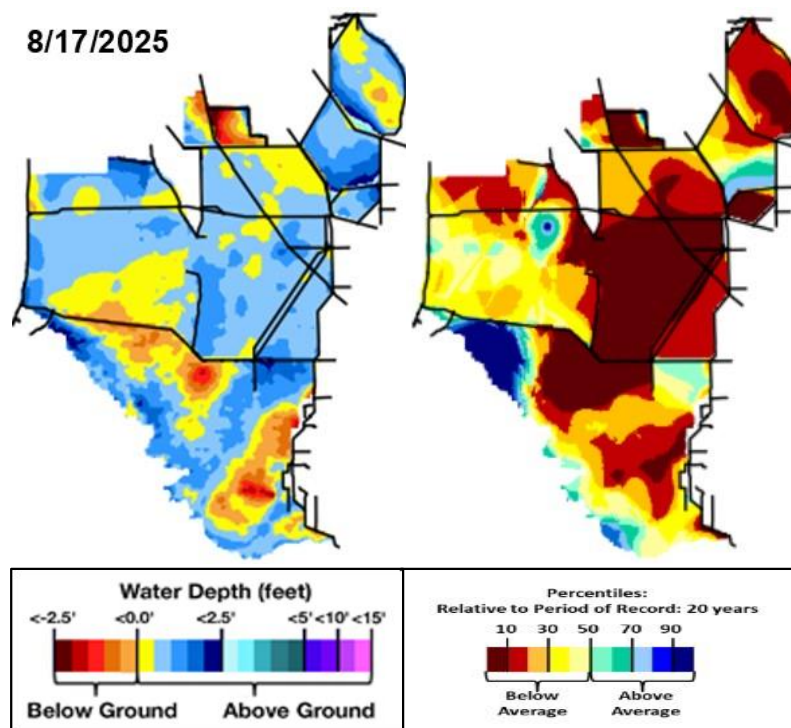 8/17/2025
Water Depth (feet)
<-2.5' <0.0' <2.5' <5' <10' <15'
Below Ground Above Ground
Percentiles:
Relative to Period of Record: 20 years
10 30 50 70 90
Below Average
Above Average